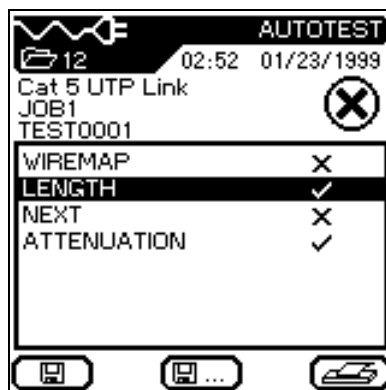 AUTOTEST
12 02:52 01/23/1999
Cat 5 UTP Link
JOB1
TEST0001
WIREMAP
LENGTH
NEXT
ATTENUATION
...